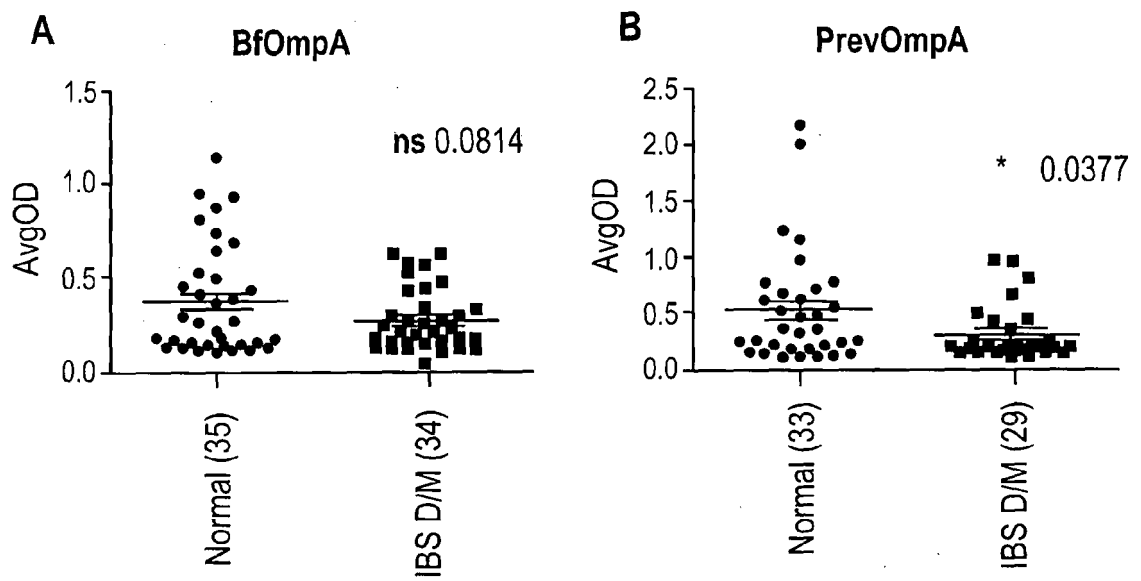 A
BfOmpA
AvgOD
1.5
1.0
0.5
0.0
ns 0.0814
Normal (35)
IBS D/M (34)
B
PrevOmpA
AvgOD
2.5
2.0
1.5
1.0
0.5
0.0
* 0.0377
Normal (33)
IBS D/M (29)